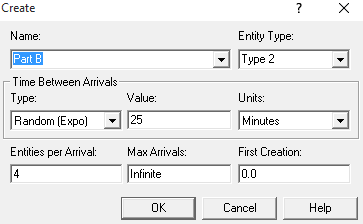 Create
Name: Entity Type:
Part B Type 2
Time Between Arrivals
Type: Value: Units:
Random (Expo) 25 Minutes
Entities per Arrival: Max Arrivals: First Creation:
4 Infinite 0.0
OK Cancel Help